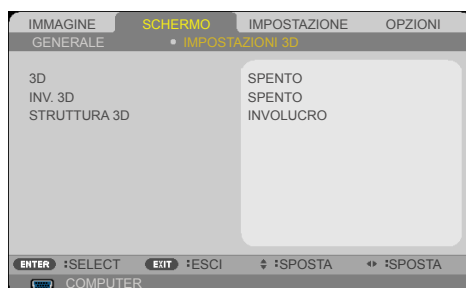 IMMAGINE SCHERMO IMPOSTAZIONE OPZIONI
GENERALE • IMPOSTAZIONI 3D
3D SPENTO
INV. 3D SPENTO
STRUTTURA 3D INVOLUCRO
ENTER :SELECT EXIT :ESCI :SPOSTA :SPOSTA
COMPUTER